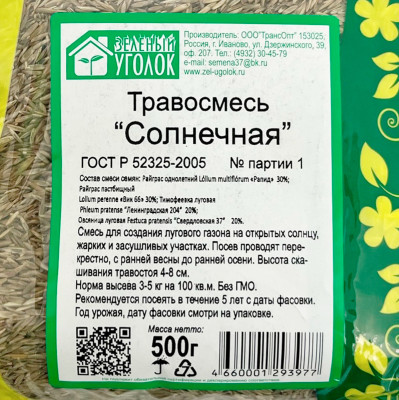 ЗЕЛЕНЫЙ
УГОЛОК
Производитель: ООО"ТрансОпт" 153025,
Россия, г. Иваново, ул. Дзержинского, 39,
оф. 207. Тел.: (4932) 30-45-79
e-mail: semena37@bk.ru
www.zel-ugolok.ru
Травосмесь
"Солнечная"
ГОСТ Р 52325-2005 № партии 1
Состав смеси семян: Райграс однолетний Lólium multiflórum «Рапид» 30%;
Райграс пастбищный
Lolium perenne «Вик 66» 30%; Тимофеевка луговая
Phleum pratense "Ленинградская 204" 20%;
Овсяница луговая Festuca pratensis "Свердловская 37" 20%.
Смесь для создания лугового газона на открытых солнцу,
жарких и засушливых участках. Посев проводят пере-
крестно, с ранней весны до ранней осени. Высота ска-
шивания травостоя 4-8 см.
Норма высева 3-5 кг на 100 кв.м. Без ГМО.
Рекомендуется посеять в течение 5 лет с даты фасовки.
Год урожая, дату фасовки смотри на упаковке.
Масса нетто:
500г
4 660001 293977